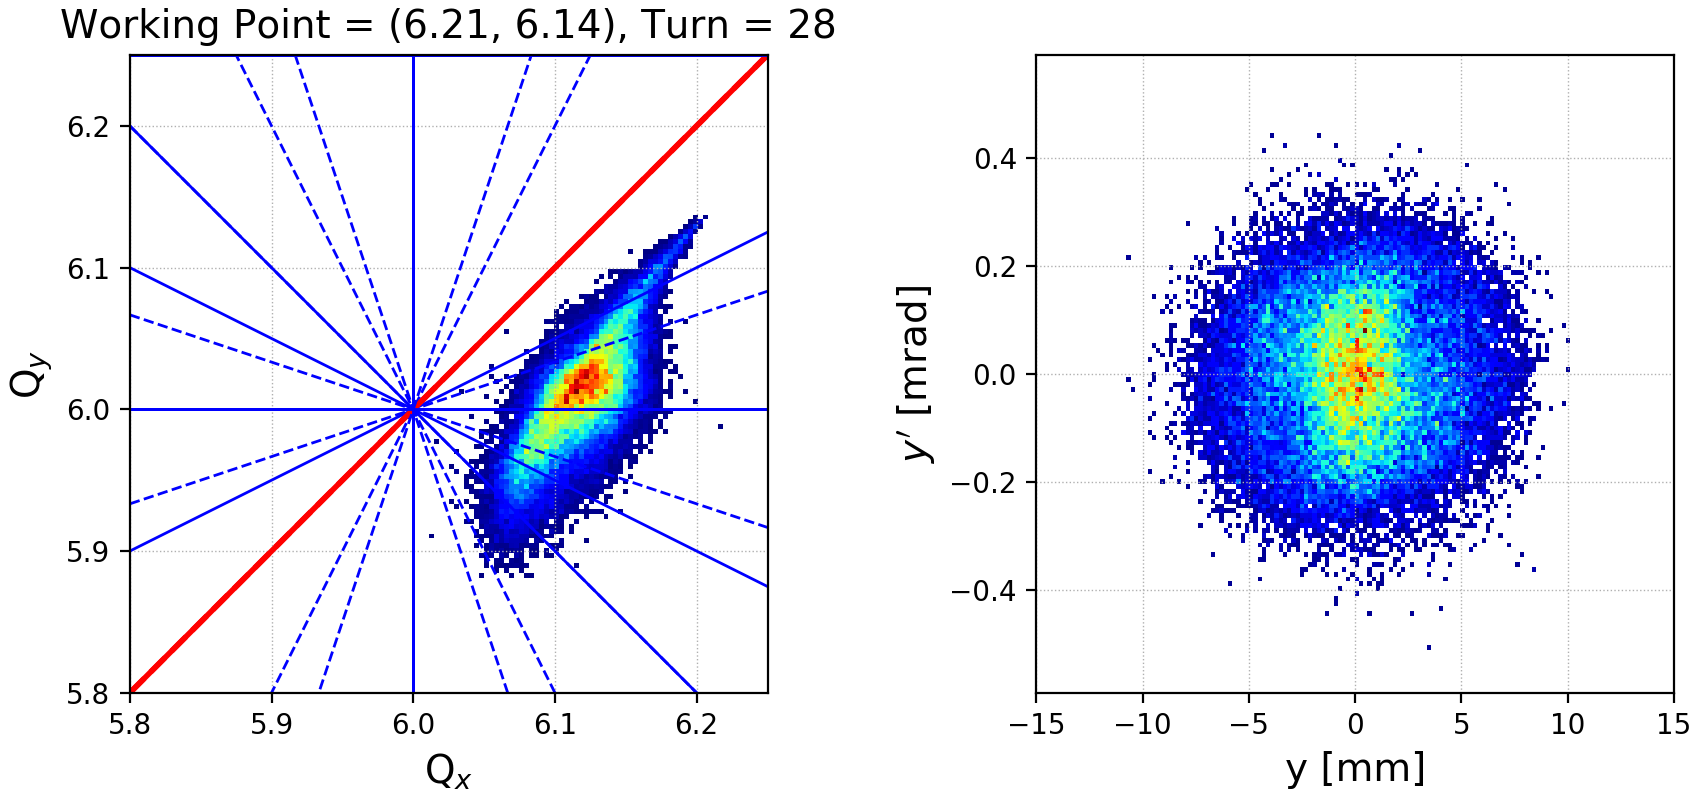 Working Point = (6.21, 6.14), Turn = 28
6.2
6.1
6.0
5.9
5.8
Q_y
5.8 5.9 6.0 6.1 6.2
Q_x
0.4
0.2
0.0
−0.2
−0.4
y′ [mrad]
−15 −10 −5 0 5 10 15
y [mm]